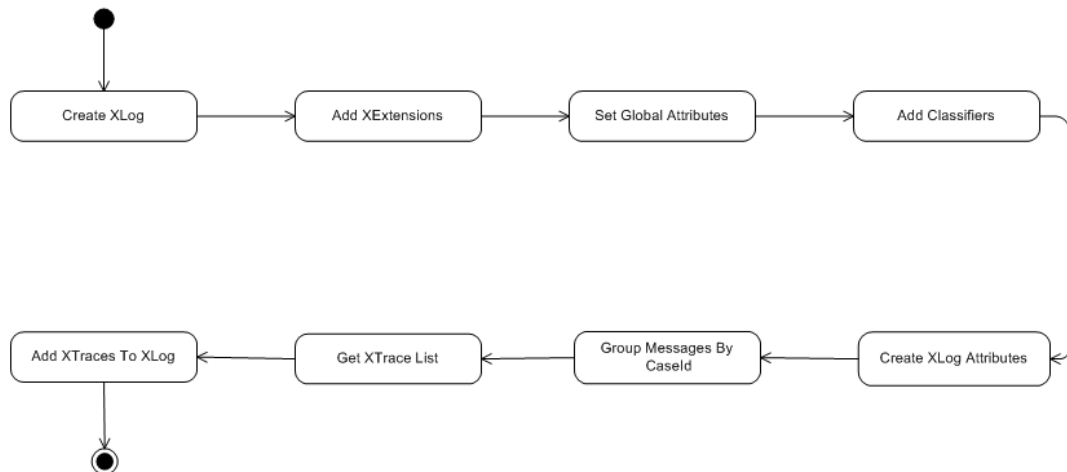 Create XLog
Add XExtensions
Set Global Attributes
Add Classifiers
Add XTraces To XLog
Get XTrace List
Group Messages By
CaseId
Create XLog Attributes